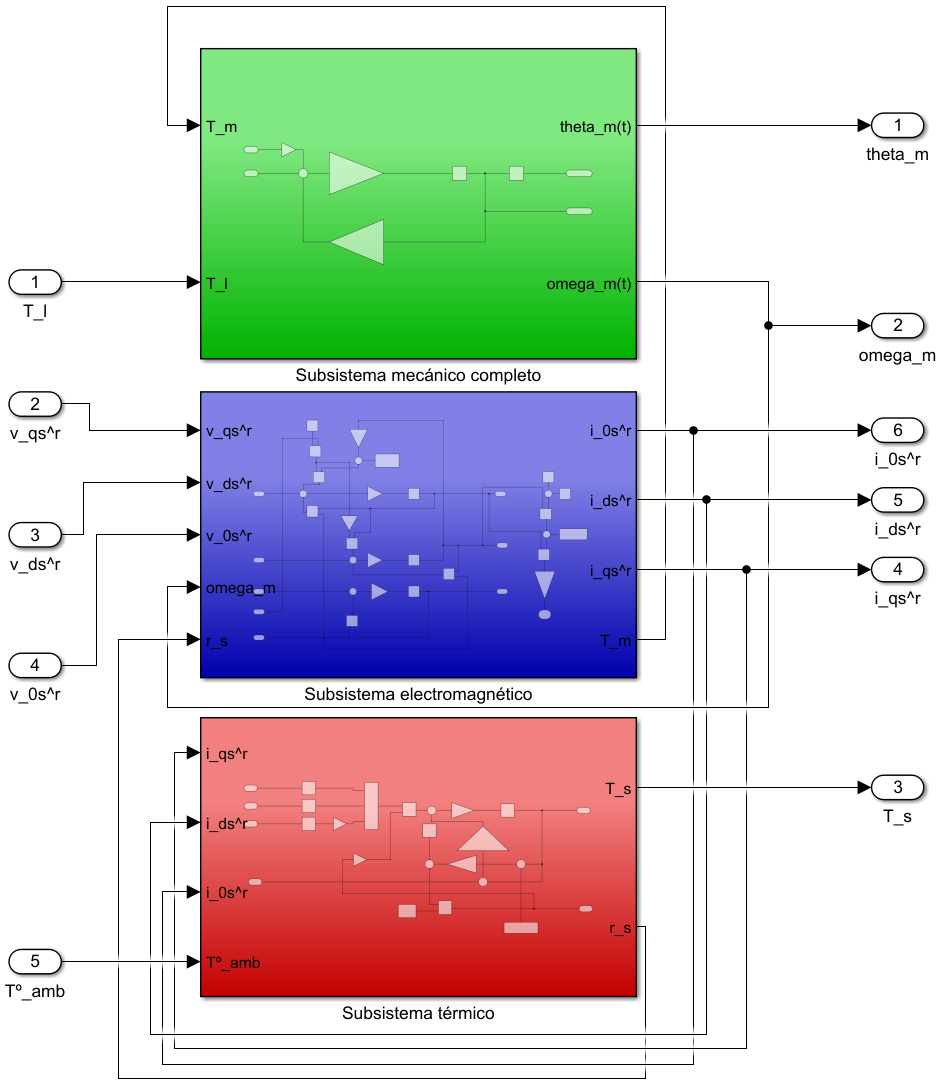 T_m
theta_m(t)
1
theta_m
1
T_l
T_l
omega_m(t)
2
omega_m
Subsistema mecánico completo
2
v_qs^r
v_qs^r
i_0s^r
6
i_0s^r
v_ds^r
i_ds^r
5
i_ds^r
3
v_ds^r
v_0s^r
i_qs^r
4
i_qs^r
omega_m
r_s
T_m
4
v_0s^r
Subsistema electromagnético
i_qs^r
T_s
3
T_s
i_ds^r
i_0s^r
r_s
5
Tº_amb
Tº_amb
Subsistema térmico